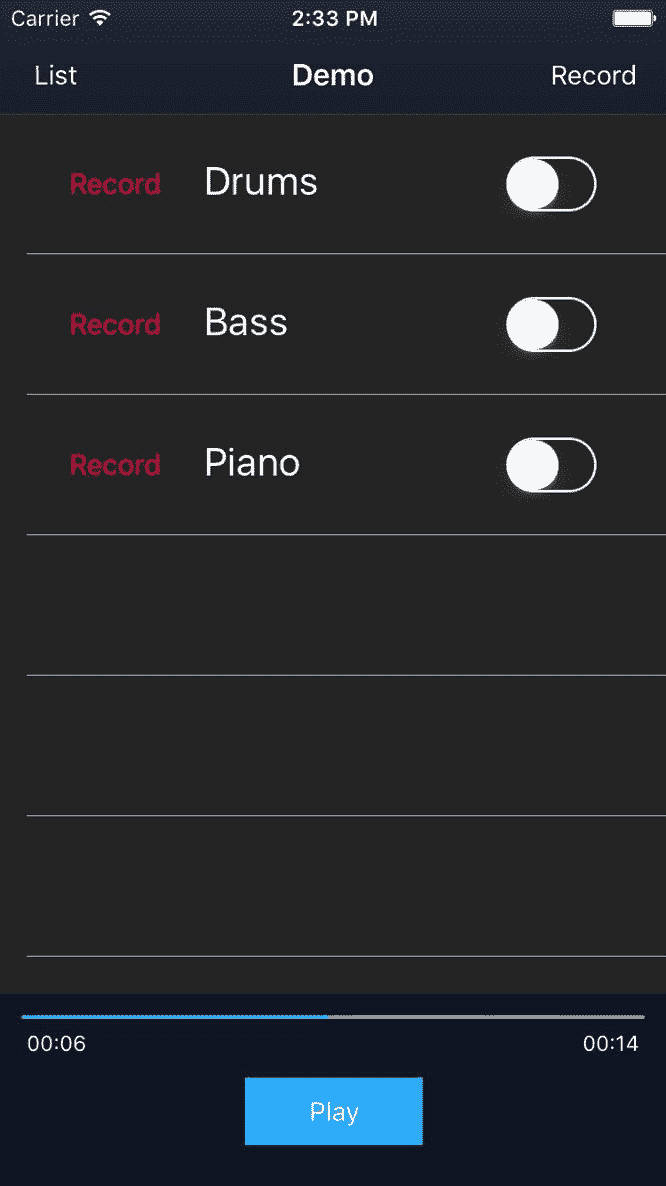 Carrier 2:33 PM
List Demo Record
Record Drums
Record Bass
Record Piano
00:06 00:14
Play